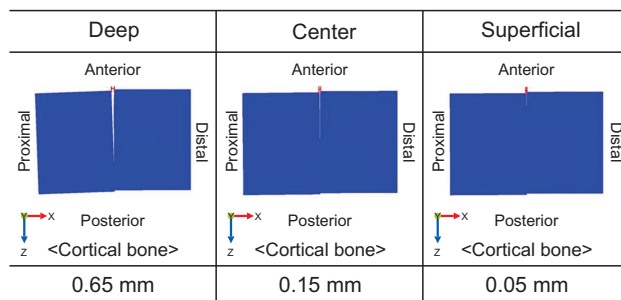 Deep
Center
Superficial
Anterior
Anterior
Anterior
Proximal
Distal
Proximal
Distal
Proximal
Distal
Y
X
Z
Posterior
Y
X
Z
Posterior
Y
X
Z
Posterior
<Cortical bone>
<Cortical bone>
<Cortical bone>
0.65 mm
0.15 mm
0.05 mm